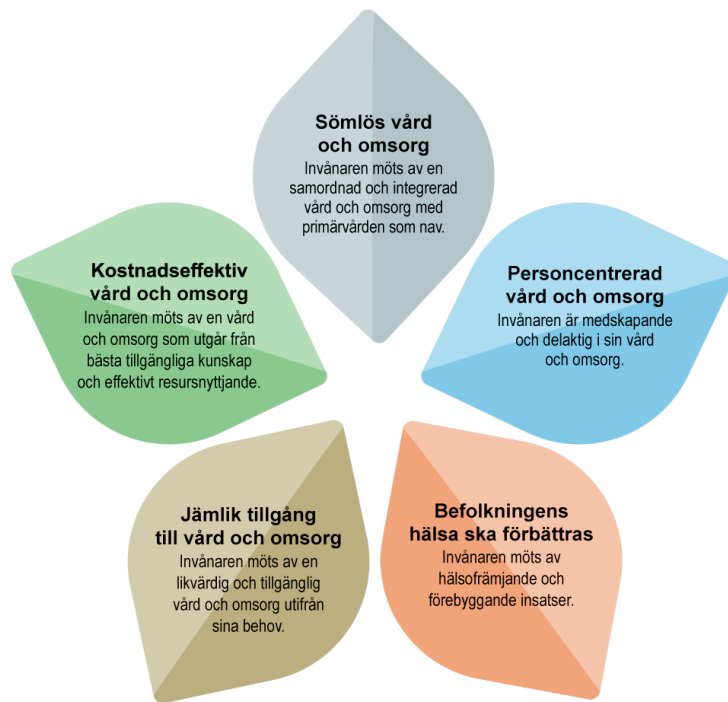 Sömlös vård
och omsorg
Invånaren möts av en
samordnad och integrerad
vård och omsorg med
primärvården som nav.
Personcentrerad
vård och omsorg
Invånaren är medskapande
och delaktig i sin vård
och omsorg.
Befolkningens
hälsa ska förbättras
Invånaren möts av
hälsofrämjande och
förebyggande insatser.
Jämlik tillgång
till vård och omsorg
Invånaren möts av en
likvärdig och tillgänglig
vård och omsorg utifrån
sina behov.
Kostnadseffektiv
vård och omsorg
Invånaren möts av en vård
och omsorg som utgår från
bästa tillgängliga kunskap
och effektivt resursnyttjande.